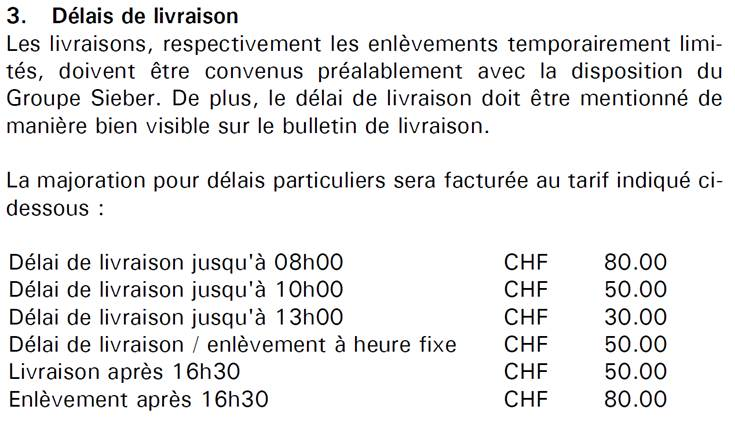 3. Délais de livraison
Les livraisons, respectivement les enlèvements temporairement limi-
tés, doivent être convenus préalablement avec la disposition du
Groupe Sieber. De plus, le délai de livraison doit être mentionné de
manière bien visible sur le bulletin de livraison.
La majoration pour délais particuliers sera facturée au tarif indiqué ci-
dessous :
Délai de livraison jusqu'à 08h00 CHF 80.00
Délai de livraison jusqu'à 10h00 CHF 50.00
Délai de livraison jusqu'à 13h00 CHF 30.00
Délai de livraison / enlèvement à heure fixe CHF 50.00
Livraison après 16h30 CHF 50.00
Enlèvement après 16h30 CHF 80.00